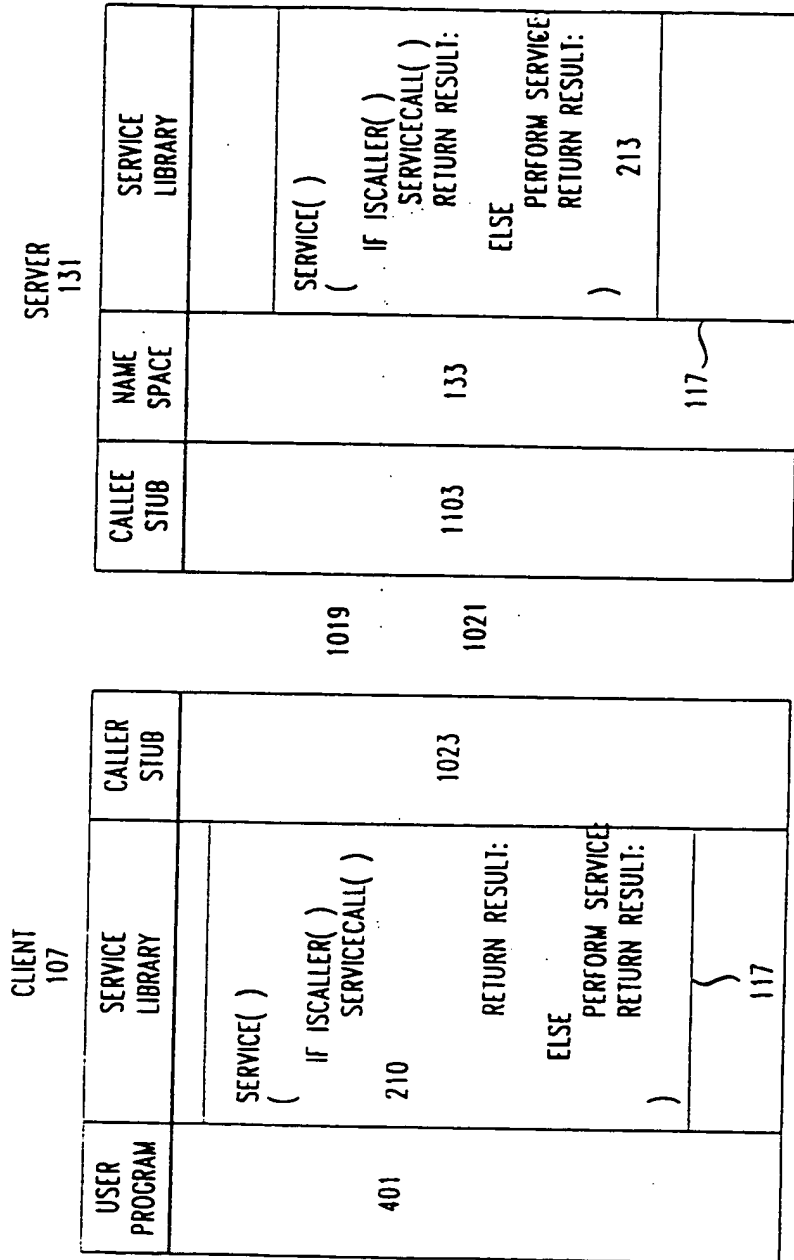 CLIENT
107
USER
PROGRAM
SERVICE
LIBRARY
CALLER
STUB
401
SERVICE( )
(
IF ISCALLER( )
SERVICECALL( )
210
RETURN RESULT:
ELSE
PERFORM SERVICE:
RETURN RESULT:
)
117
1023
1019
1021
SERVER
131
CALLEE
STUB
NAME
SPACE
SERVICE
LIBRARY
1103
133
SERVICE( )
(
IF ISCALLER( )
SERVICECALL( )
RETURN RESULT:
ELSE
PERFORM SERVICE:
RETURN RESULT:
213
)
117